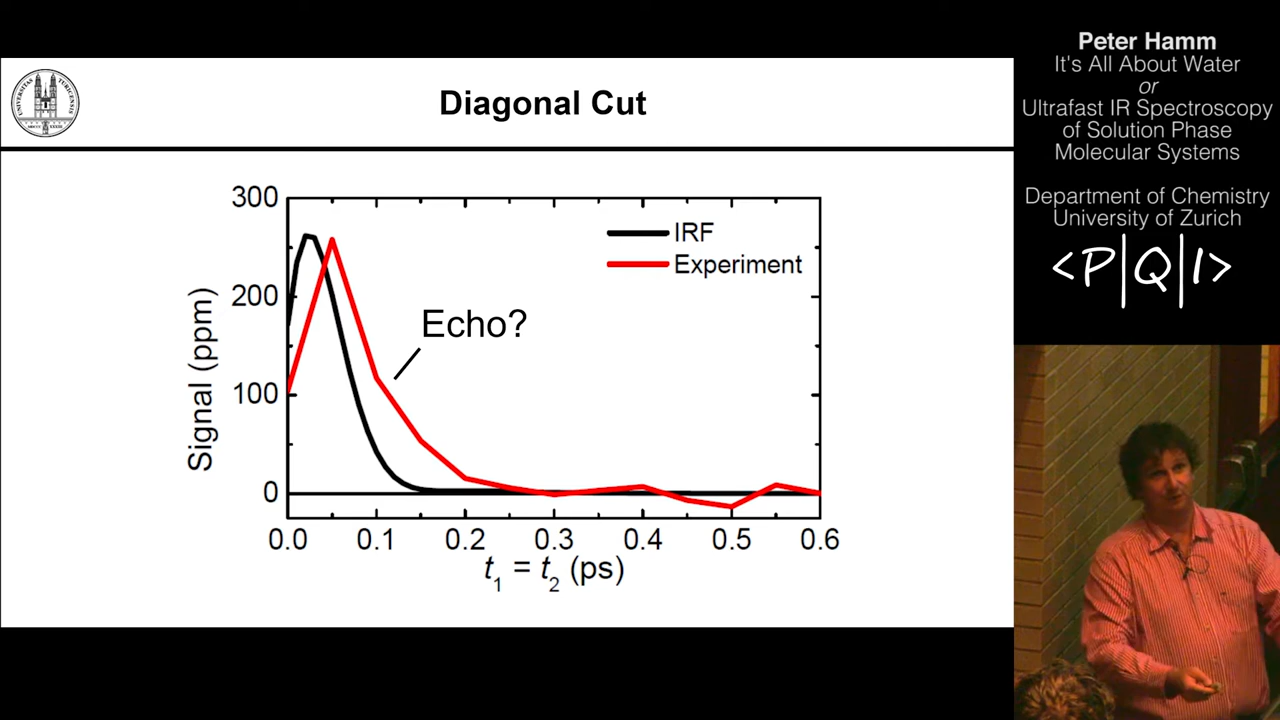 Diagonal Cut
300
200
100
0
Signal (ppm)
IRF
Experiment
Echo?
0.0 0.1 0.2 0.3 0.4 0.5 0.6
t1 = t2 (ps)
Peter Hamm
It's All About Water
or
Ultrafast IR Spectroscopy
of Solution Phase
Molecular Systems
Department of Chemistry
University of Zurich
<P|Q|I>